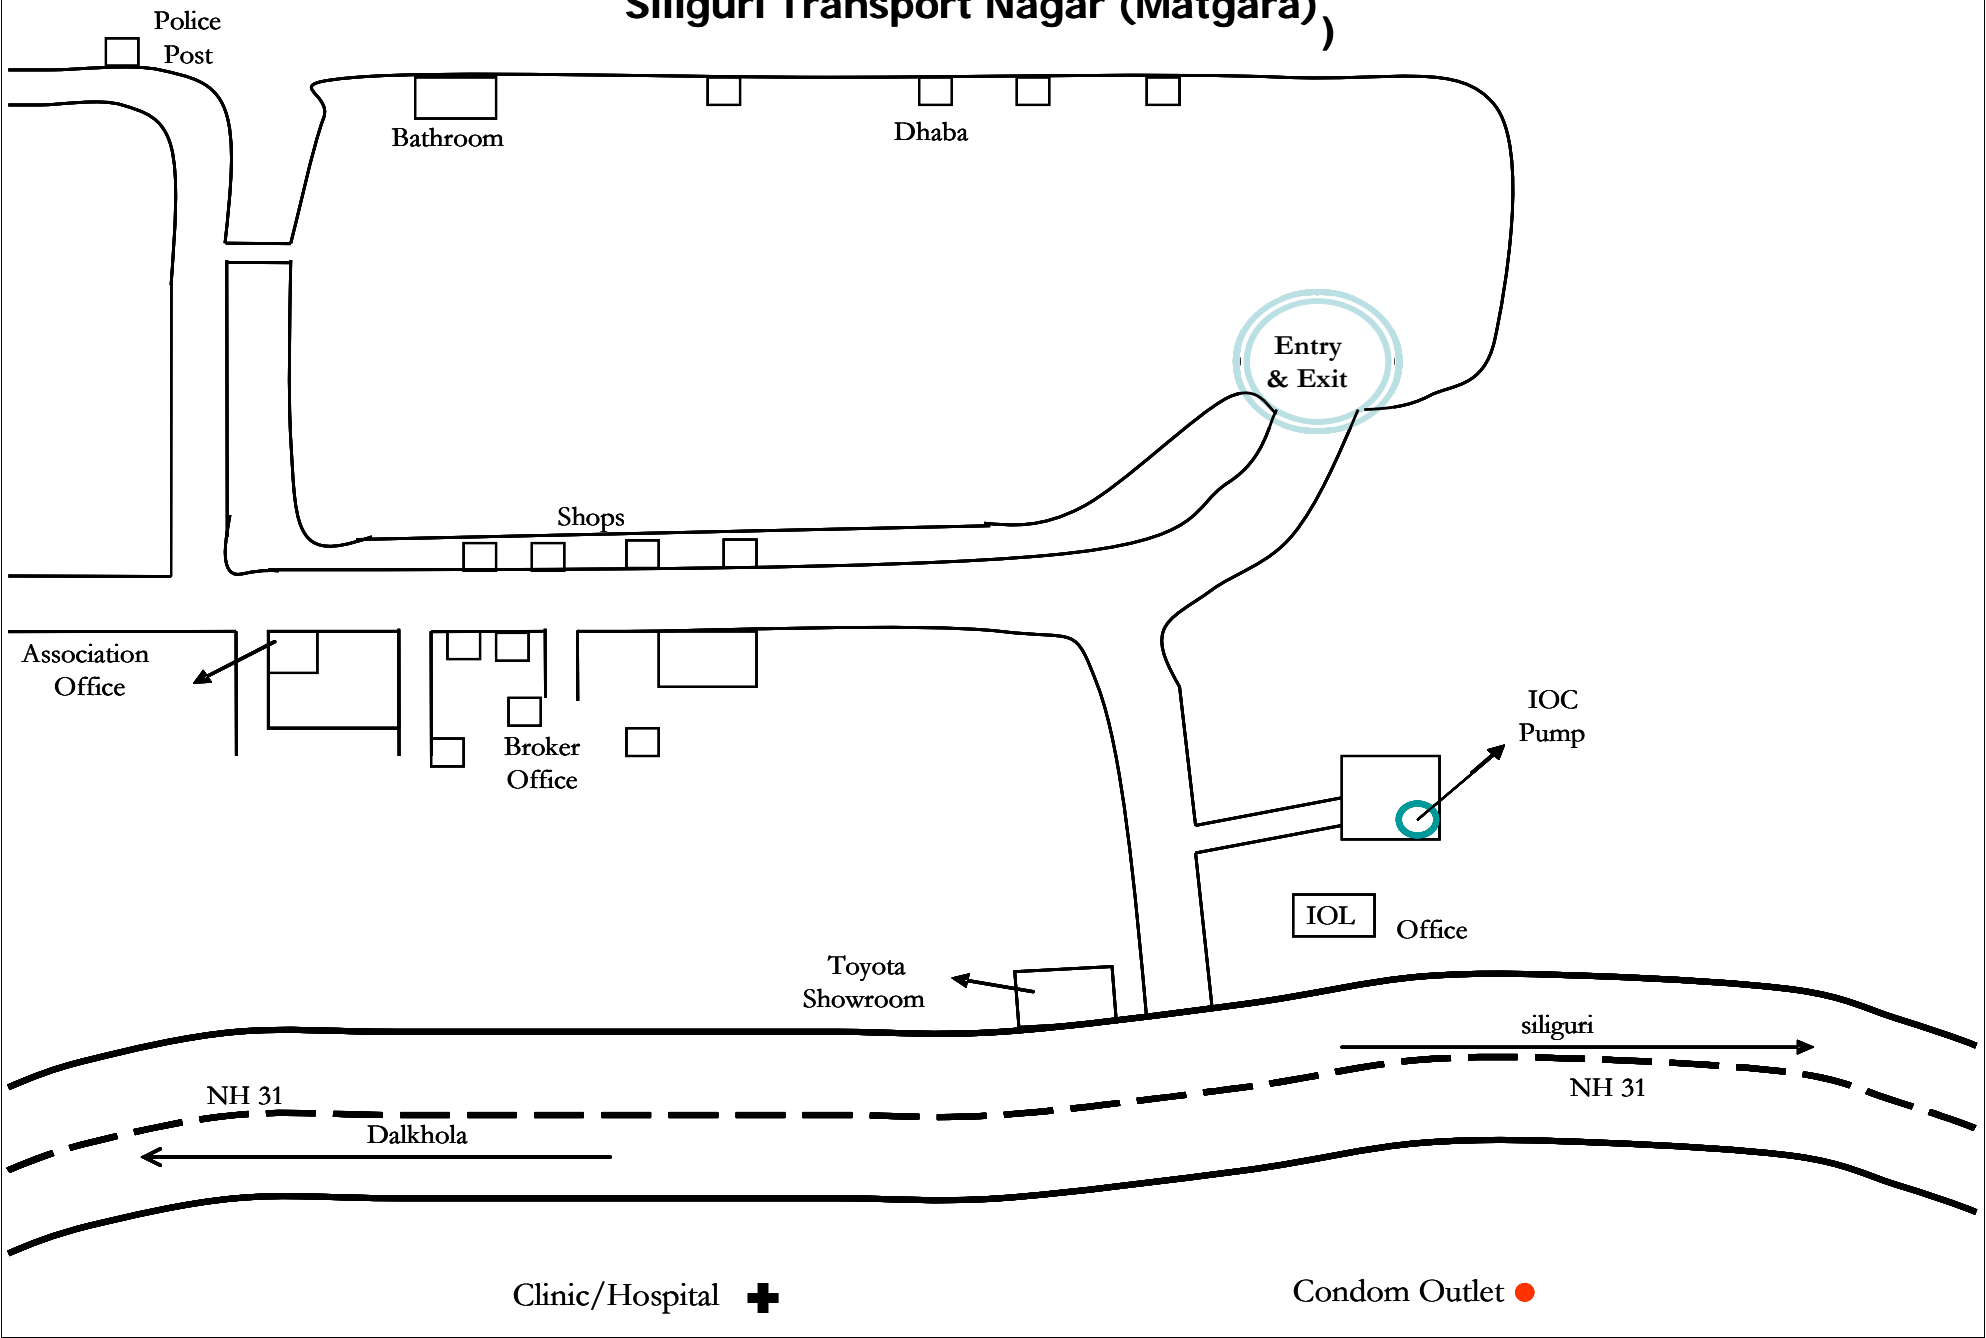 Siliguri Transport Nagar (Matgara)
)
Police
Post
Bathroom
Dhaba
Entry
& Exit
Shops
Association
Office
Broker
Office
IOC
Pump
IOL
Office
Toyota
Showroom
siliguri
NH 31
NH 31
Dalkhola
Clinic/Hospital
Condom Outlet